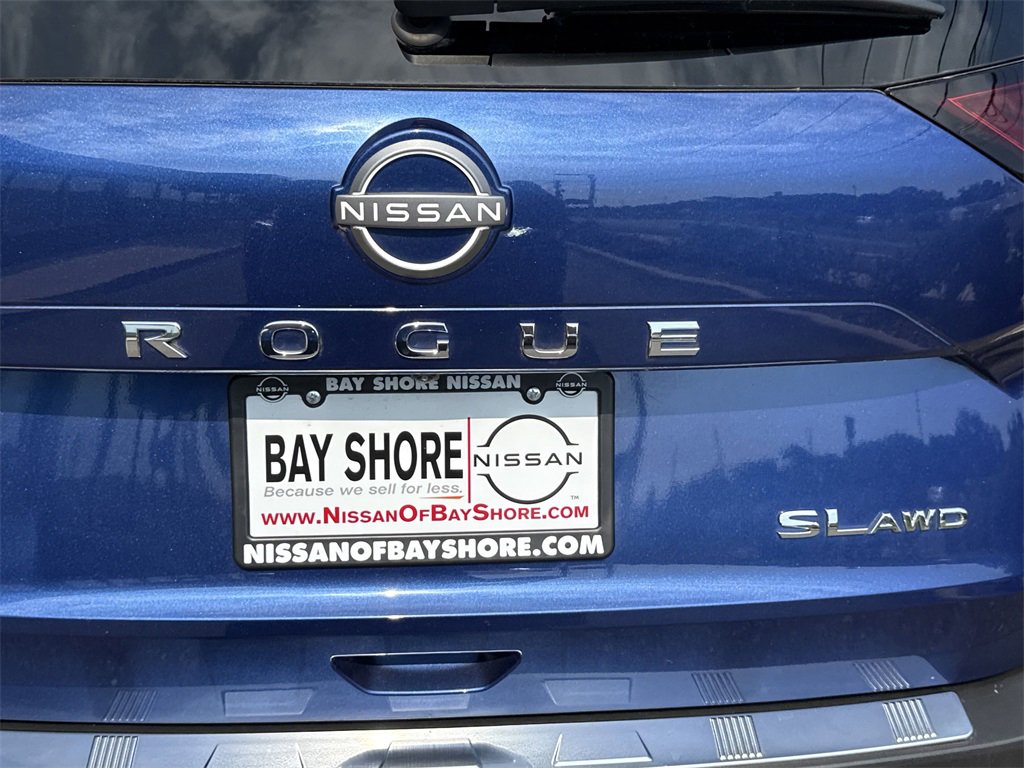 NISSAN
ROGUE
NISSAN BAY SHORE NISSAN NISSAN
BAY SHORE
NISSAN
Because we sell for less.
TM
WWW.NISSANOFBAYSHORE.COM
NISSANOFBAYSHORE.COM
SL AWD